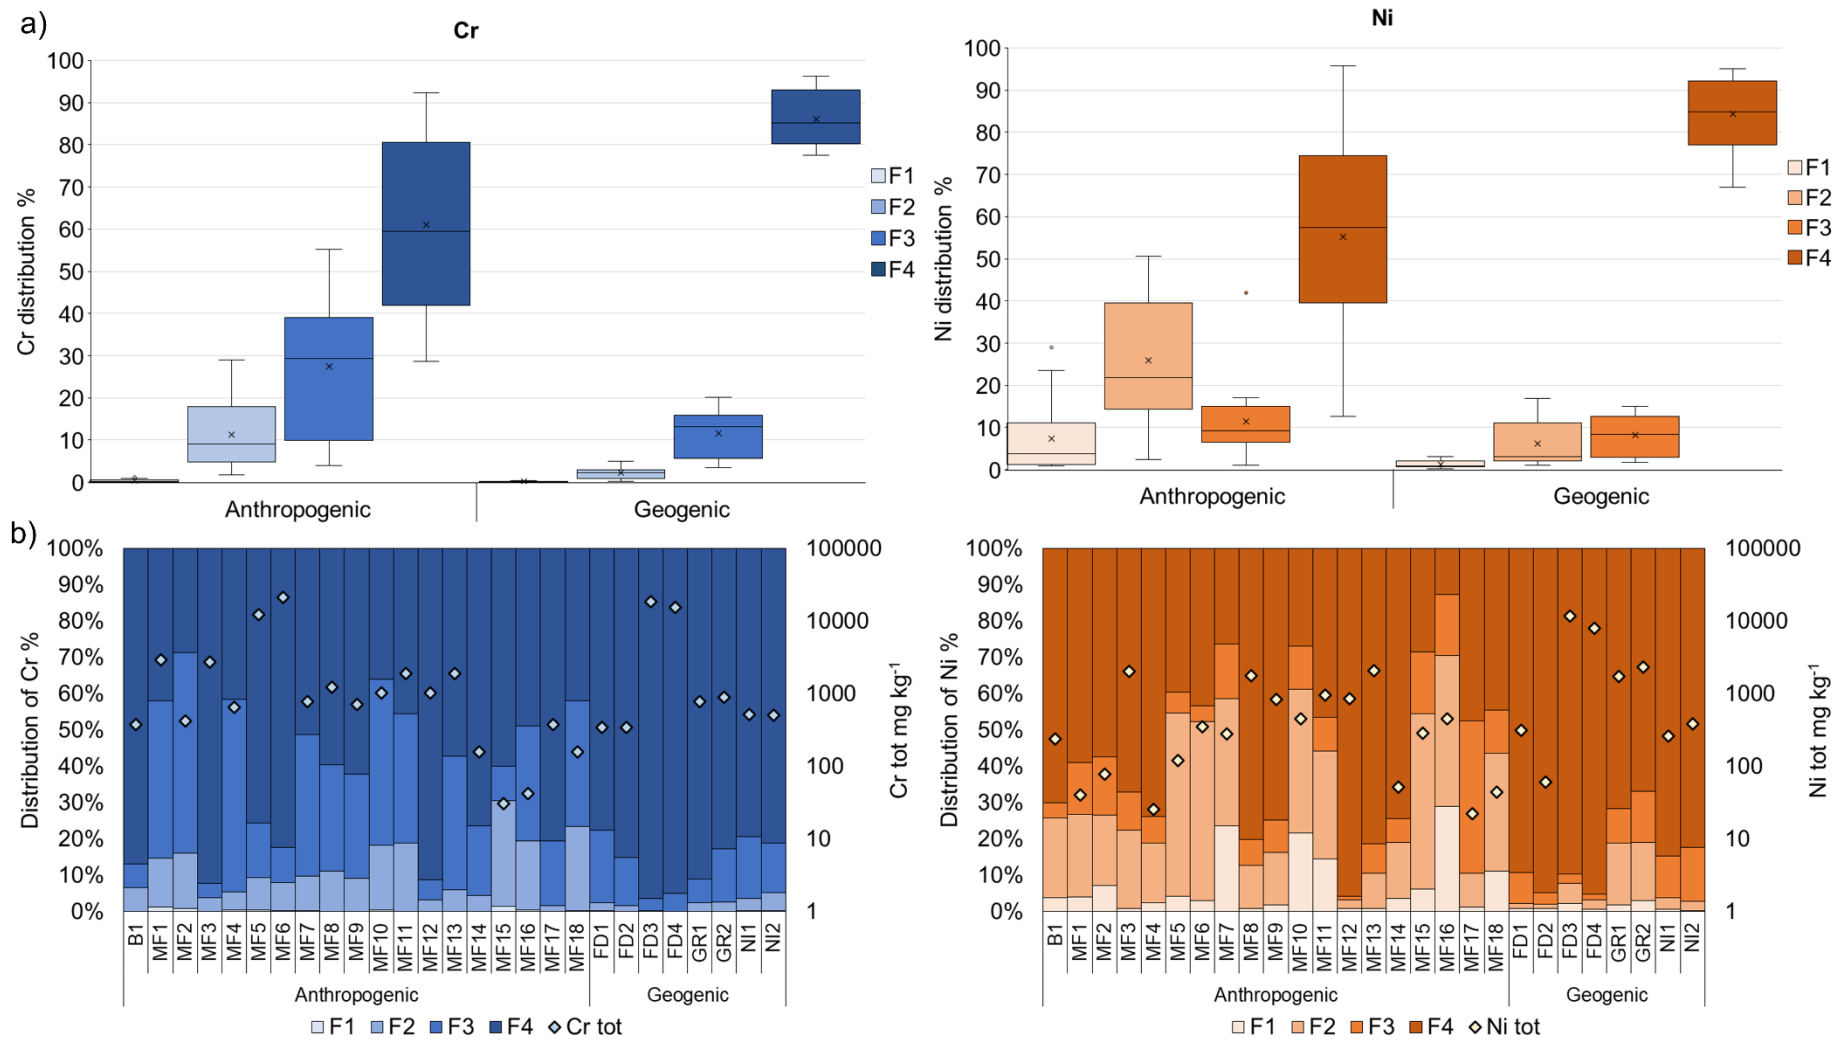 a)
Cr
100
90
80
70
60
50
40
30
20
10
0
Cr distribution %
Anthropogenic
Geogenic
F1
F2
F3
F4
Ni
100
90
80
70
60
50
40
30
20
10
0
Ni distribution %
Anthropogenic
Geogenic
F1
F2
F3
F4
b)
100%
90%
80%
70%
60%
50%
40%
30%
20%
10%
0%
Distribution of Cr %
100000
10000
1000
100
10
1
Cr tot mg kg-1
B1 MF1 MF2 MF3 MF4 MF5 MF6 MF7 MF8 MF9 MF10 MF11 MF12 MF13 MF14 MF15 MF16 MF17 MF18 FD1 FD2 FD3 FD4 GR1 GR2 NI1 NI2
Anthropogenic Geogenic
F1 F2 F3 F4 Cr tot
100%
90%
80%
70%
60%
50%
40%
30%
20%
10%
0%
Distribution of Ni %
100000
10000
1000
100
10
1
Ni tot mg kg-1
B1 MF1 MF2 MF3 MF4 MF5 MF6 MF7 MF8 MF9 MF10 MF11 MF12 MF13 MF14 MF15 MF16 MF17 MF18 FD1 FD2 FD3 FD4 GR1 GR2 NI1 NI2
Anthropogenic Geogenic
F1 F2 F3 F4 Ni tot